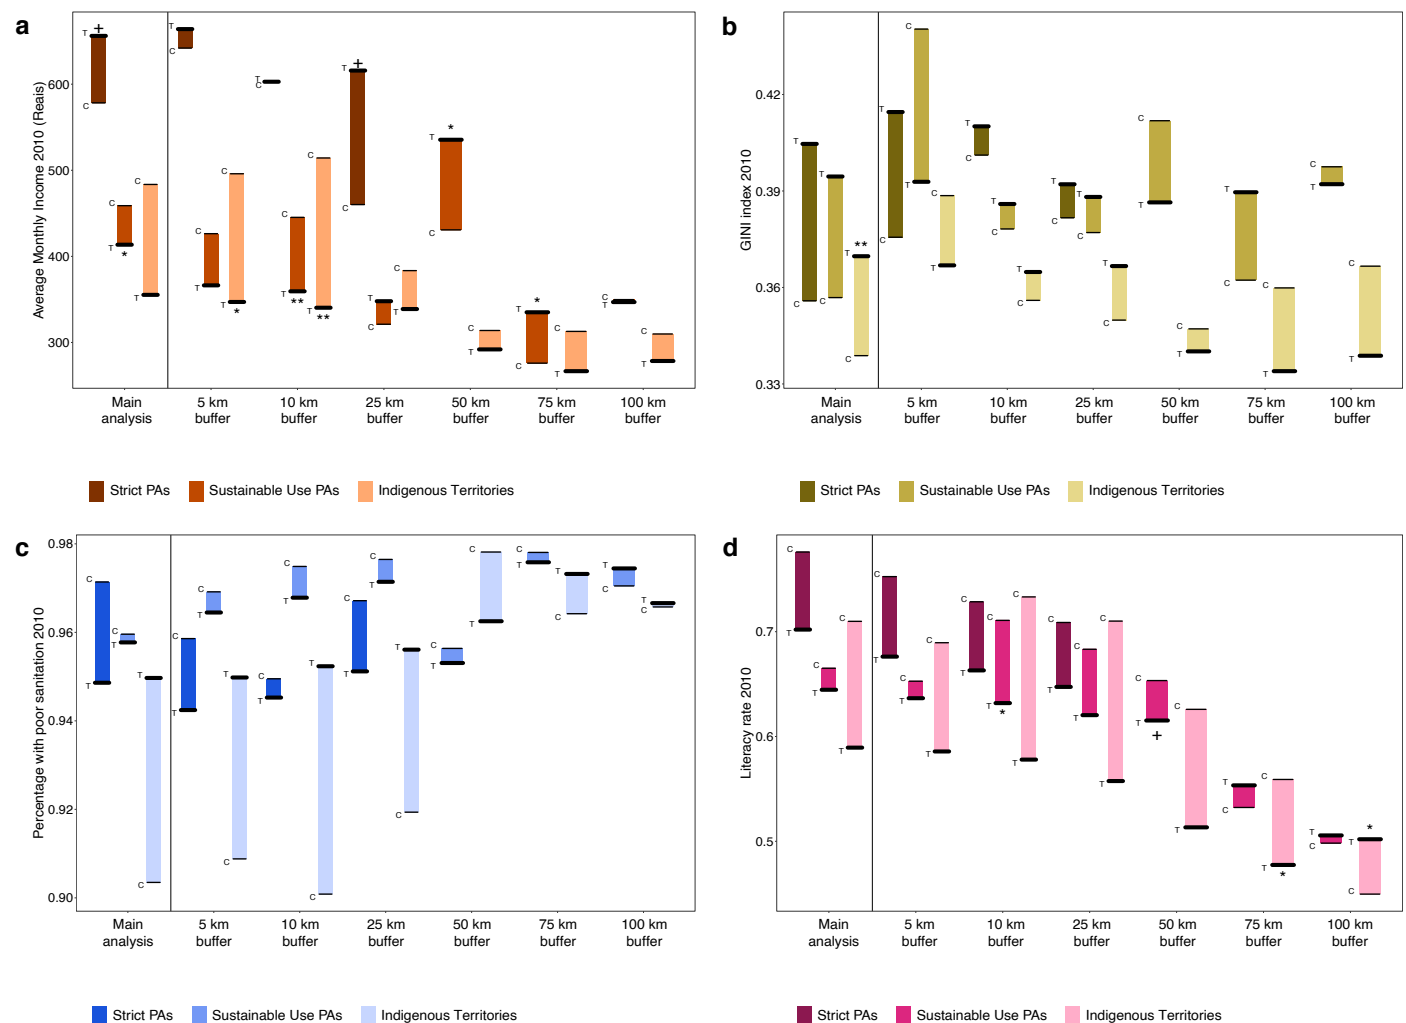 a
Average Monthly Income 2010 (Reais)
600
500
400
300
T + C
C T *
C T
T C
C T
C T *
T C
C T **
C T **
T + C
T C
C T
T * C
C T
T * C
C T
C T
C T
Main analysis
5 km buffer
10 km buffer
25 km buffer
50 km buffer
75 km buffer
100 km buffer
Strict PAs
Sustainable Use PAs
Indigenous Territories
b
GINI index 2010
0.42
0.39
0.36
0.33
T C
T C
** T C
T C
C T
C T
T C
T C
T C
T C
T C
T C
C T
C T
T C
C T
C T
C T
Main analysis
5 km buffer
10 km buffer
25 km buffer
50 km buffer
75 km buffer
100 km buffer
Strict PAs
Sustainable Use PAs
Indigenous Territories
c
Percentage with poor sanitation 2010
0.98
0.96
0.94
0.92
0.90
C T
C T
T C
C T
C T
T C
C T
C T
T C
C T
C T
T C
C T
C T
C T
T C
T C
T C
Main analysis
5 km buffer
10 km buffer
25 km buffer
50 km buffer
75 km buffer
100 km buffer
Strict PAs
Sustainable Use PAs
Indigenous Territories
d
Literacy rate 2010
0.7
0.6
0.5
C T
C T
C T
C T
C T
C T
C T
C T *
C T
C T
C T
C T
C T +
C T
T C
C T *
T C
* T C
Main analysis
5 km buffer
10 km buffer
25 km buffer
50 km buffer
75 km buffer
100 km buffer
Strict PAs
Sustainable Use PAs
Indigenous Territories